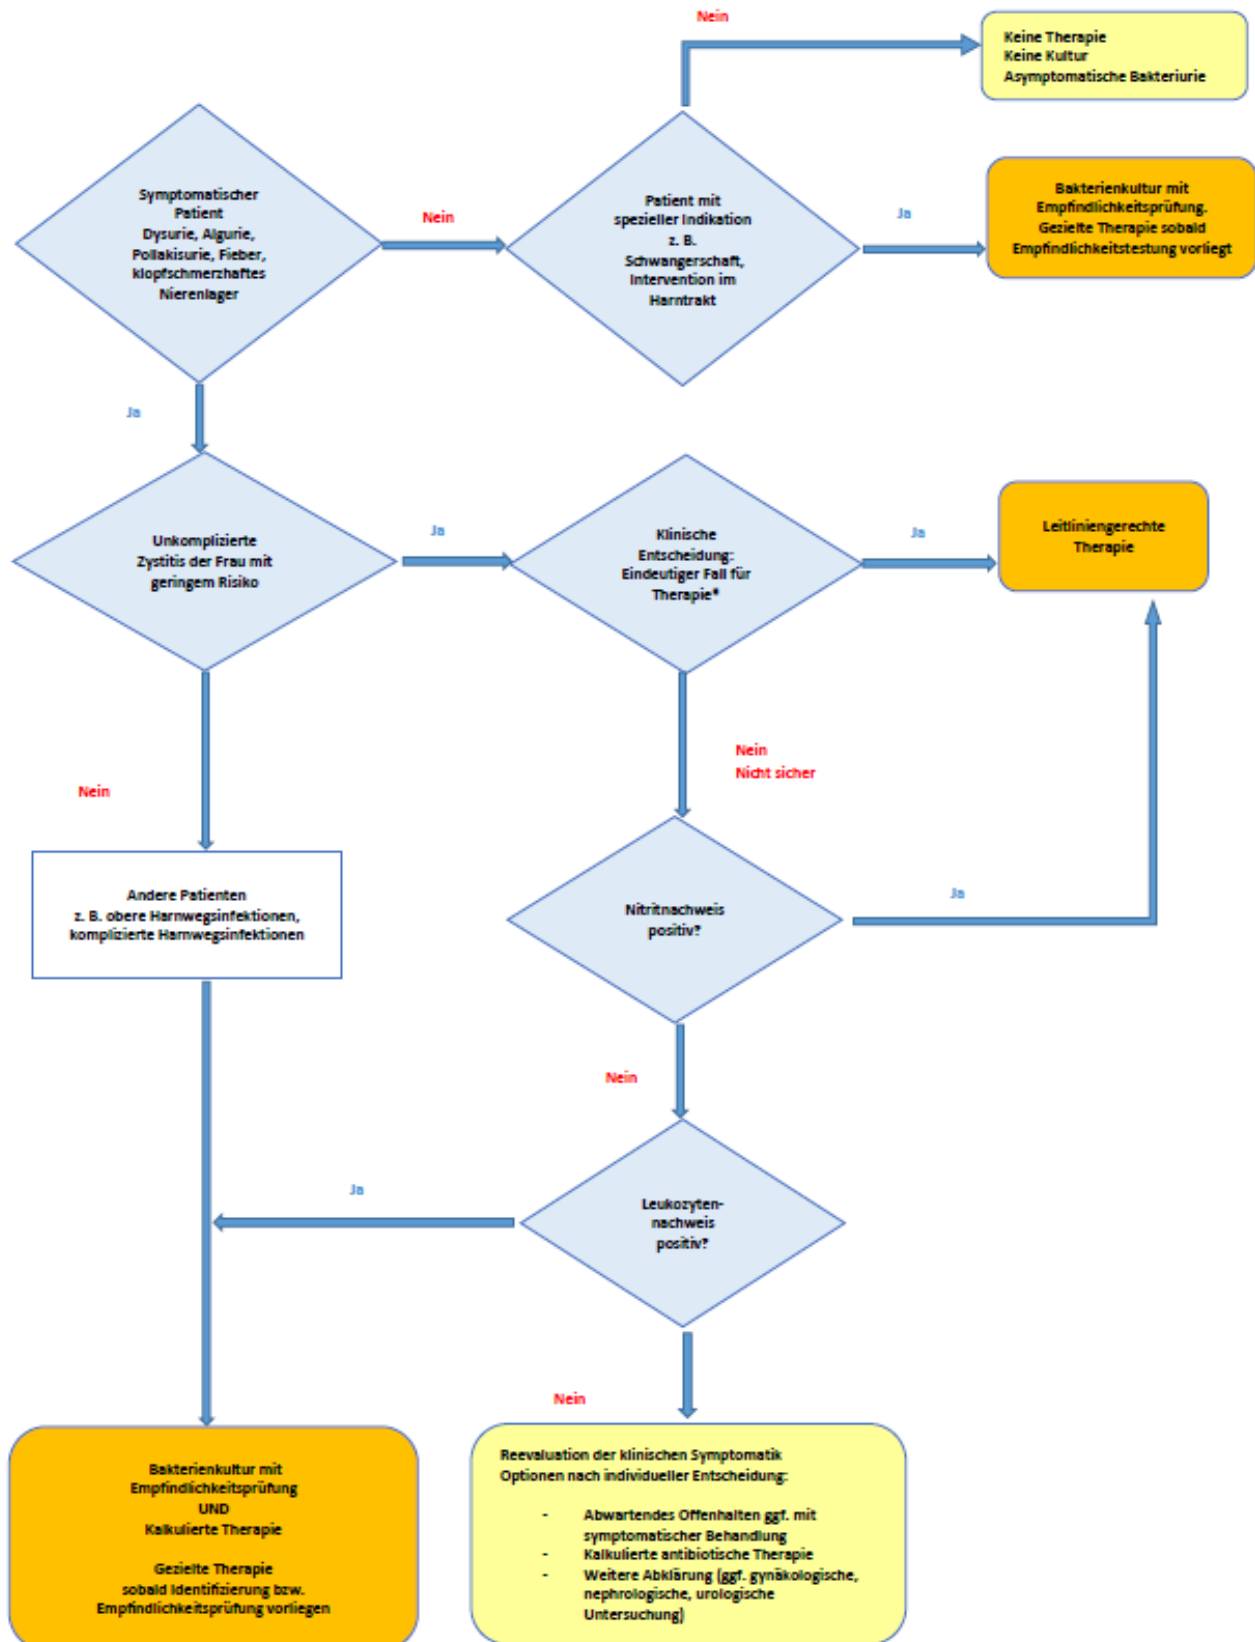 Nein
Keine Therapie
Keine Kultur
Asymptomatische Bakteriurie
Symptomatischer
Patient
Dysurie, Algurie,
Pollakisurie, Fieber,
klopfschmerzhaftes
Nierenlager
Nein
Patient mit
spezieller Indikation
z. B.
Schwangerschaft,
Intervention im
Harntrakt
Ja
Bakterienkultur mit
Empfindlichkeitsprüfung.
Gezielte Therapie sobald
Empfindlichkeitstestung vorliegt
Ja
Unkomplizierte
Zystitis der Frau mit
geringem Risiko
Ja
Klinische
Entscheidung:
Eindeutiger Fall für
Therapie*
Ja
Leitliniengerechte
Therapie
Nein
Nicht sicher
Nein
Andere Patienten
z. B. obere Harnwegsinfektionen,
komplizierte Harnwegsinfektionen
Nitritnachweis
positiv?
Ja
Nein
Ja
Leukozyten-
nachweis
positiv?
Nein
Bakterienkultur mit
Empfindlichkeitsprüfung
UND
Kalkulierte Therapie
Gezielte Therapie
sobald Identifizierung bzw.
Empfindlichkeitsprüfung vorliegen
Reevaluation der klinischen Symptomatik
Optionen nach individueller Entscheidung:
- Abwartendes Offenhalten ggf. mit
symptomatischer Behandlung
- Kalkulierte antibiotische Therapie
- Weitere Abklärung (ggf. gynäkologische,
nephrologische, urologische
Untersuchung)